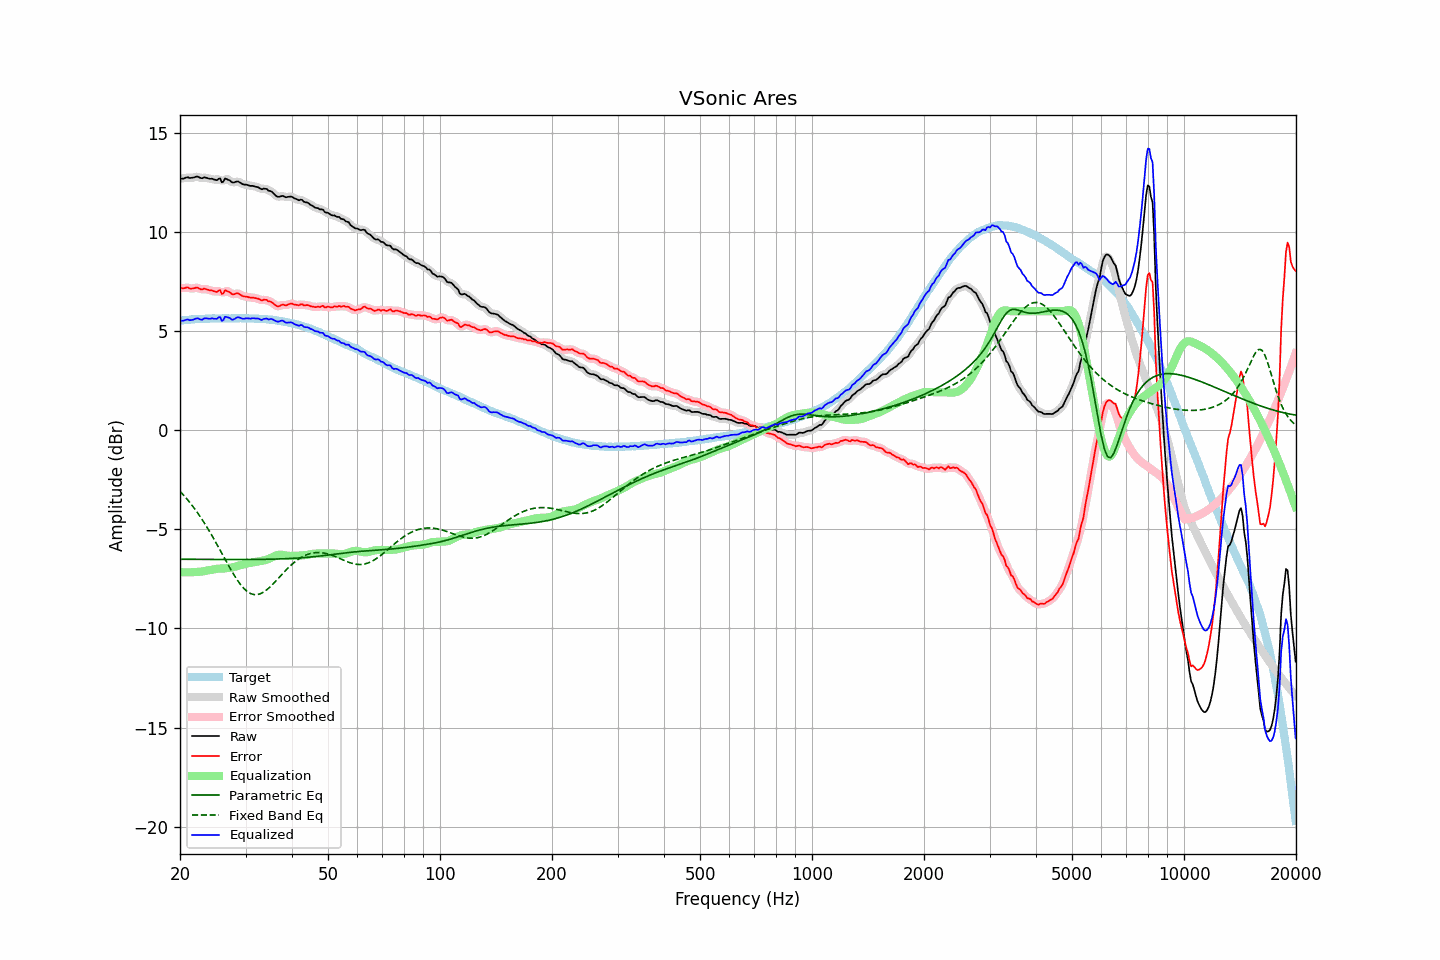 VSonic Ares
Amplitude (dBr)
15
10
5
0
−5
−10
−15
−20
Target
Raw Smoothed
Error Smoothed
Raw
Error
Equalization
Parametric Eq
Fixed Band Eq
Equalized
20
50
100
200
500
1000
2000
5000
10000
20000
Frequency (Hz)